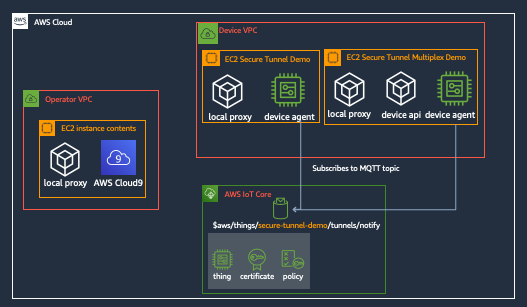 aws
AWS Cloud
Device VPC
EC2 Secure Tunnel Demo
local proxy
device agent
EC2 Secure Tunnel Multiplex Demo
local proxy
device api
device agent
Operator VPC
EC2 instance contents
local proxy
9
AWS Cloud9
Subscribes to MQTT topic
AWS IoT Core
$aws/things/secure-tunnel-demo/tunnels/notify
thing
certificate
policy